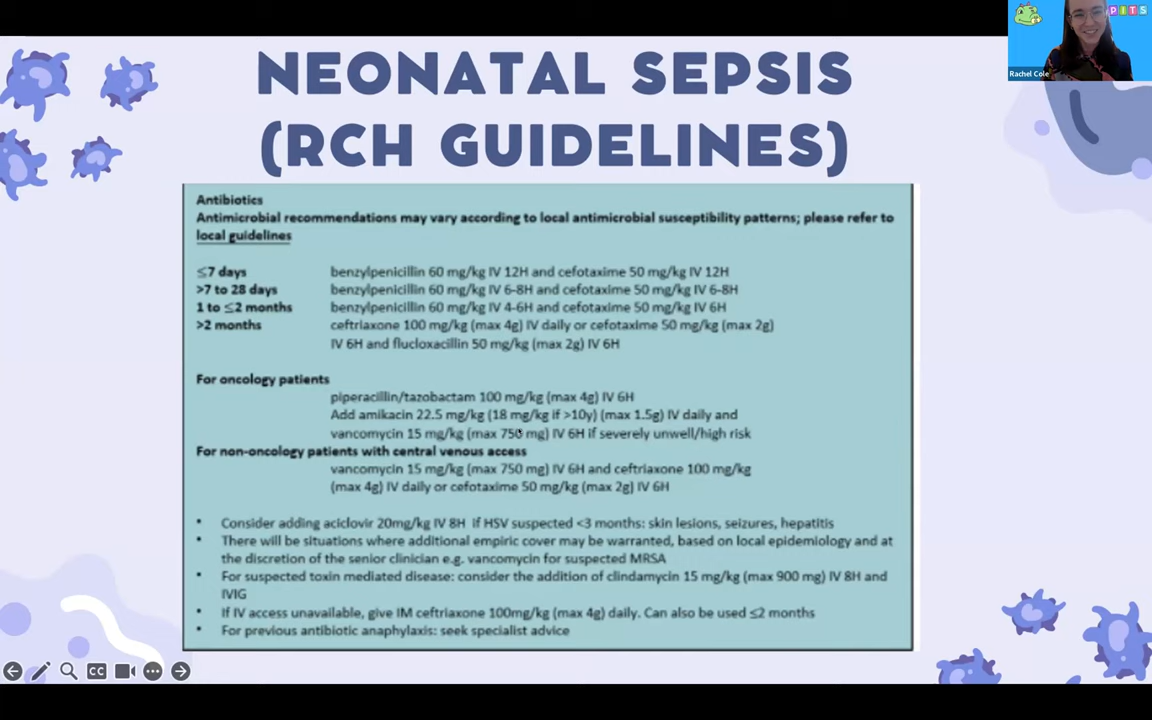 PITS
Rachel Cole
NEONATAL SEPSIS
(RCH GUIDELINES)
Antibiotics
Antimicrobial recommendations may vary according to local antimicrobial susceptibility patterns; please refer to
local guidelines
≤7 days benzylpenicillin 60 mg/kg IV 12H and cefotaxime 50 mg/kg IV 12H
>7 to 28 days benzylpenicillin 60 mg/kg IV 6-8H and cefotaxime 50 mg/kg IV 6-8H
1 to ≤2 months benzylpenicillin 60 mg/kg IV 4-6H and cefotaxime 50 mg/kg IV 6H
>2 months ceftriaxone 100 mg/kg (max 4g) IV daily or cefotaxime 50 mg/kg (max 2g)
IV 6H and flucloxacillin 50 mg/kg (max 2g) IV 6H
For oncology patients
piperacillin/tazobactam 100 mg/kg (max 4g) IV 6H
Add amikacin 22.5 mg/kg (18 mg/kg if >10y) (max 1.5g) IV daily and
vancomycin 15 mg/kg (max 750 mg) IV 6H if severely unwell/high risk
For non-oncology patients with central venous access
vancomycin 15 mg/kg (max 750 mg) IV 6H and ceftriaxone 100 mg/kg
(max 4g) IV daily or cefotaxime 50 mg/kg (max 2g) IV 6H
• Consider adding aciclovir 20mg/kg IV 8H if HSV suspected <3 months: skin lesions, seizures, hepatitis
• There will be situations where additional empiric cover may be warranted, based on local epidemiology and at
the discretion of the senior clinician e.g. vancomycin for suspected MRSA
• For suspected toxin mediated disease: consider the addition of clindamycin 15 mg/kg (max 900 mg) IV 8H and
IVIG
• If IV access unavailable, give IM ceftriaxone 100mg/kg (max 4g) daily. Can also be used ≤2 months
• For previous antibiotic anaphylaxis: seek specialist advice
CC